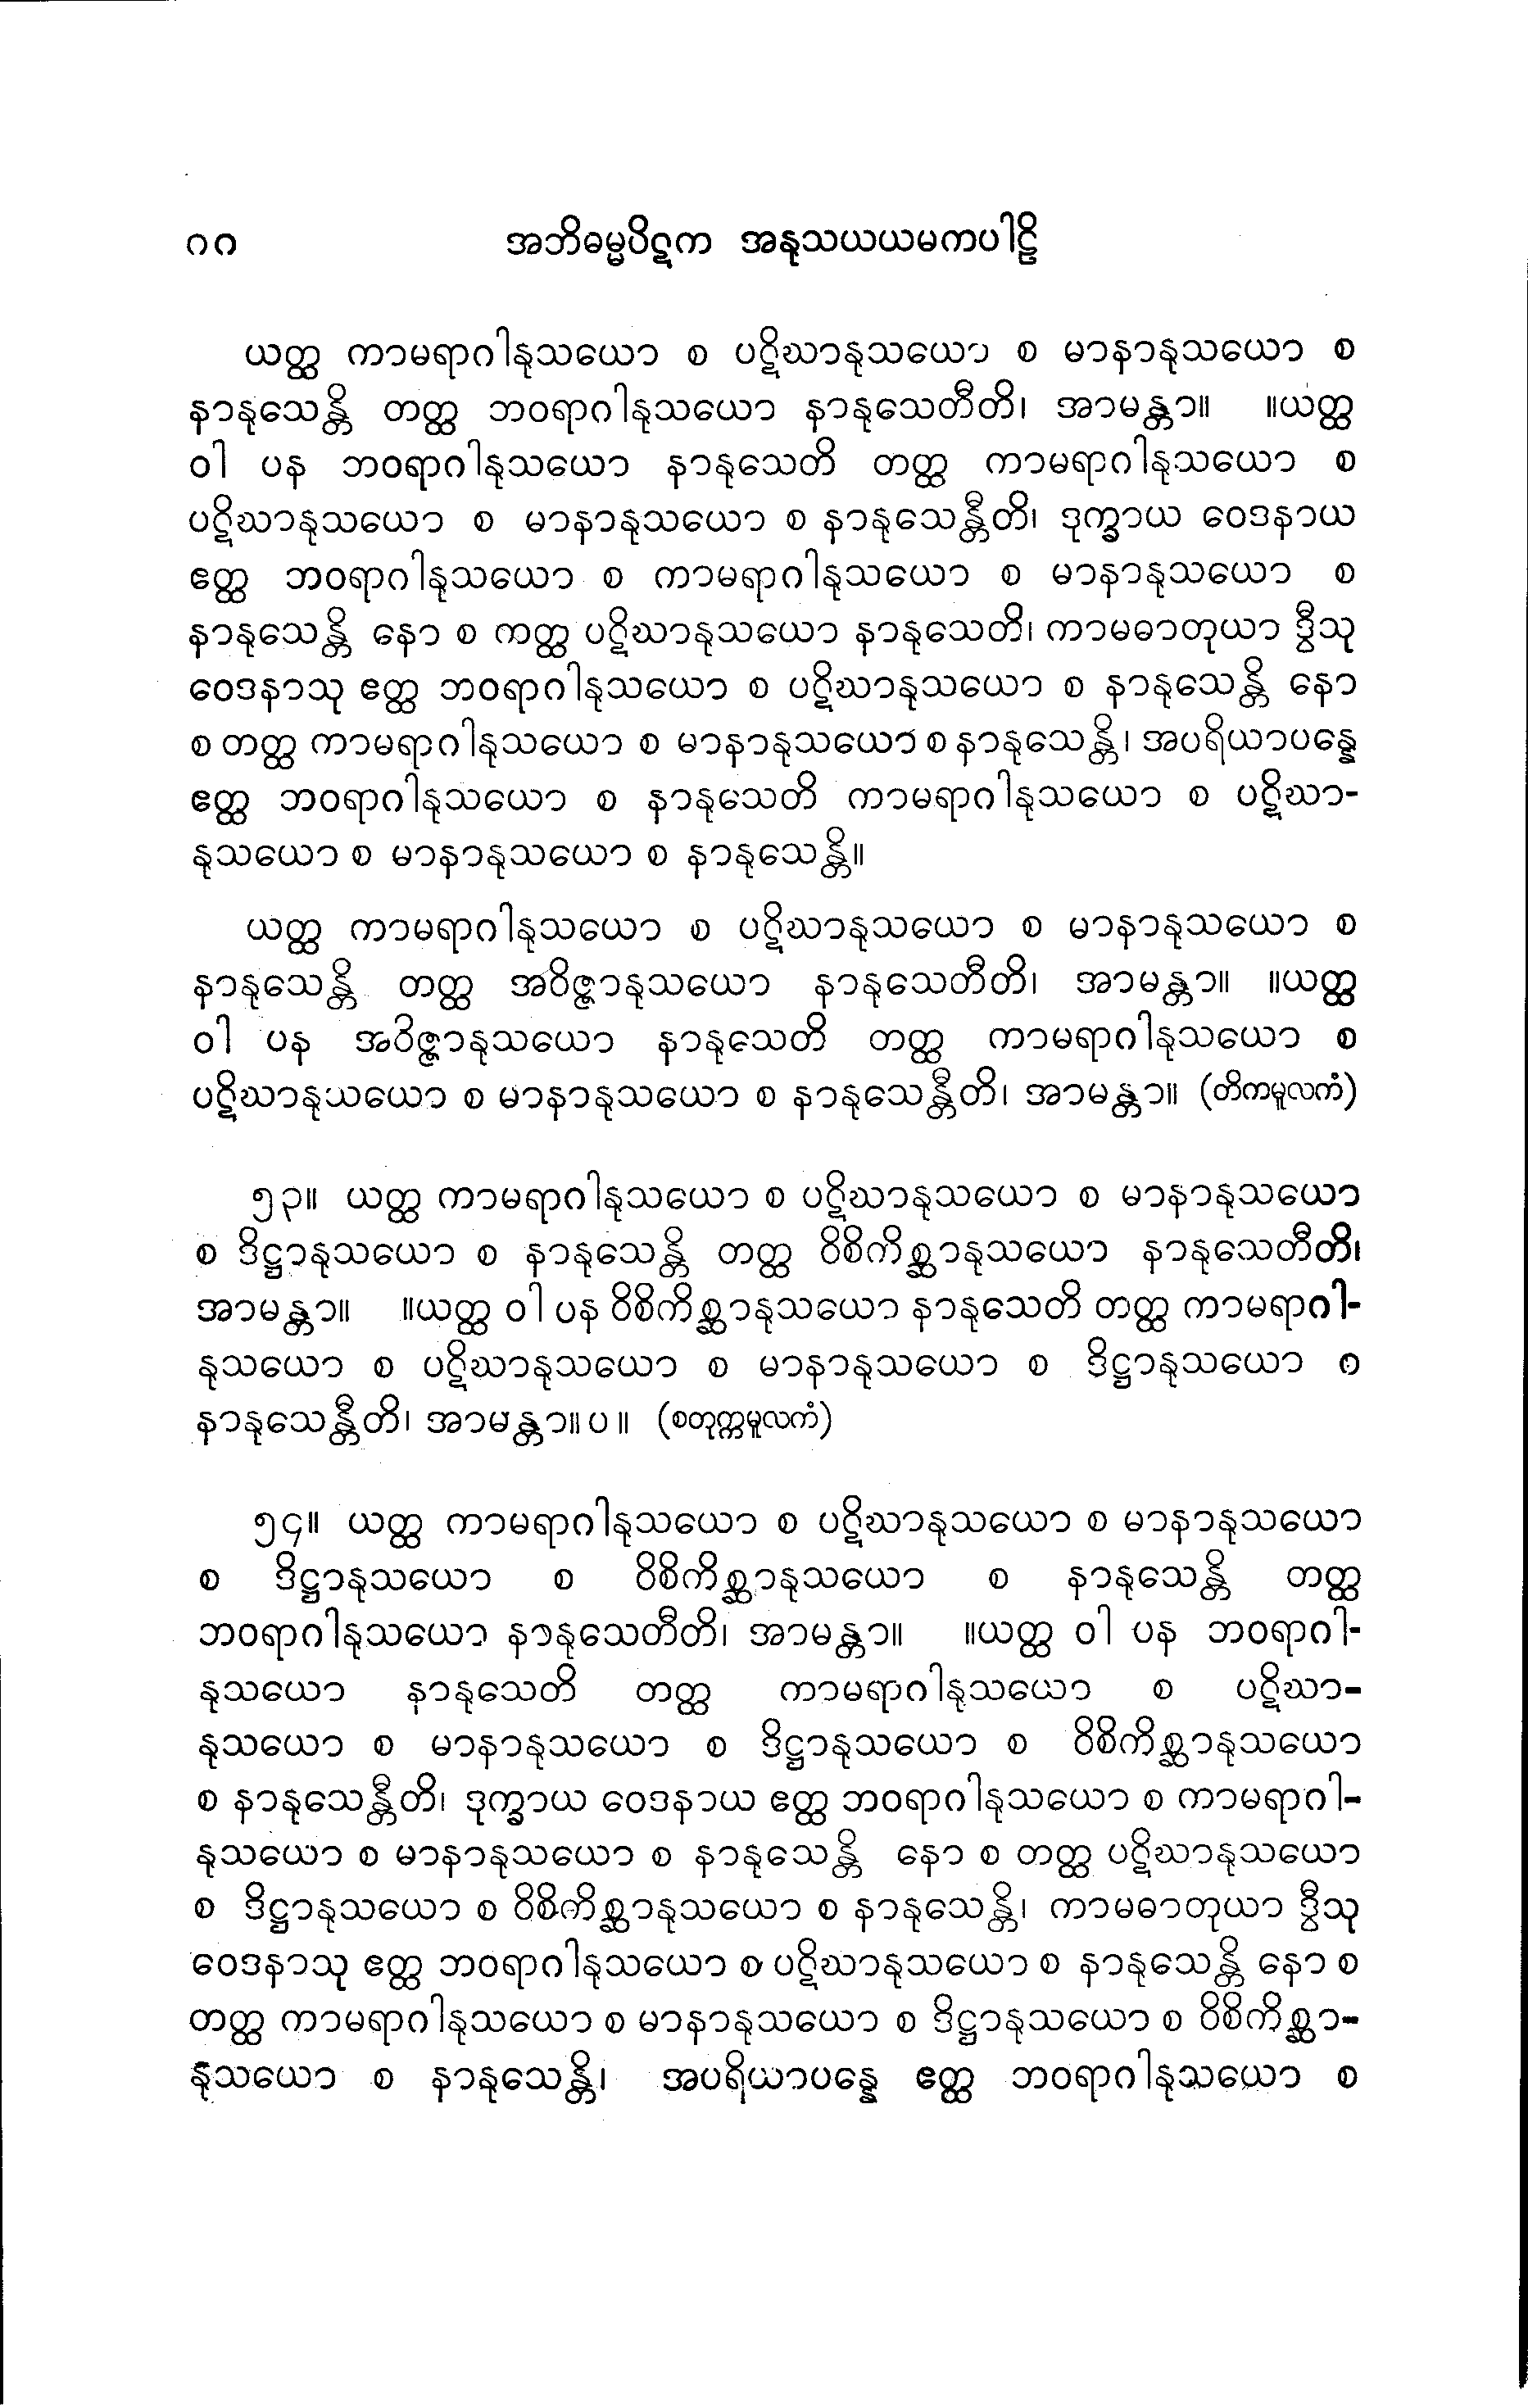 ၈၈ အဘိဓမ္မပိဋက အနုသယယမကပါဠိ
ယတ္ထ ကာမရာဂါနုသယော စ ပဋိဃာနုသယော စ မာနာနုသယော စ
နာနုသေန္တိ တတ္ထ ဘဝရာဂါနုသယော နာနုသေတီတိ၊ အာမန္တာ။ ။ယတ္ထ
ဝါ ပန ဘဝရာဂါနုသယော နာနုသေတိ တတ္ထ ကာမရာဂါနုသယော စ
ပဋိဃာနုသယော စ မာနာနုသယော စ နာနုသေန္တီတိ၊ ဒုက္ခာယ ဝေဒနာယ
ဧတ္ထ ဘဝရာဂါနုသယော စ ကာမရာဂါနုသယော စ မာနာနုသယော စ
နာနုသေန္တိ နော စ ကတ္ထ ပဋိဃာနုသယော နာနုသေတိ၊ ကာမဓာတုယာ ဒွီသု
ဝေဒနာသု ဧတ္ထ ဘဝရာဂါနုသယော စ ပဋိဃာနုသယော စ နာနုသေန္တိ နော
စ တတ္ထ ကာမရာဂါနုသယော စ မာနာနုသယော စ နာနုသေန္တိ၊ အပရိယာပန္နေ
ဧတ္ထ ဘဝရာဂါနုသယော စ နာနုသေတိ ကာမရာဂါနုသယော စ ပဋိဃာ-
နုသယော စ မာနာနုသယော စ နာနုသေန္တိ။
ယတ္ထ ကာမရာဂါနုသယော စ ပဋိဃာနုသယော စ မာနာနုသယော စ
နာနုသေန္တိ တတ္ထ အဝိဇ္ဇာနုသယော နာနုသေတီတိ၊ အာမန္တာ။ ။ယတ္ထ
ဝါ ပန အဝိဇ္ဇာနုသယော နာနုသေတိ တတ္ထ ကာမရာဂါနုသယော စ
ပဋိဃာနုသယော စ မာနာနုသယော စ နာနုသေန္တီတိ၊ အာမန္တာ။ (တိကမူလကံ)
၅၃။ ယတ္ထ ကာမရာဂါနုသယော စ ပဋိဃာနုသယော စ မာနာနုသယော
စ ဒိဋ္ဌာနုသယော စ နာနုသေန္တိ တတ္ထ ဝိစိကိစ္ဆာနုသယော နာနုသေတီတိ၊
အာမန္တာ။ ။ယတ္ထ ဝါ ပန ဝိစိကိစ္ဆာနုသယော နာနုသေတိ တတ္ထ ကာမရာဂါ-
နုသယော စ ပဋိဃာနုသယော စ မာနာနုသယော စ ဒိဋ္ဌာနုသယော စ
နာနုသေန္တီတိ၊ အာမန္တာ။ပ။ (စတုက္ကမူလကံ)
၅၄။ ယတ္ထ ကာမရာဂါနုသယော စ ပဋိဃာနုသယော စ မာနာနုသယော
စ ဒိဋ္ဌာနုသယော စ ဝိစိကိစ္ဆာနုသယော စ နာနုသေန္တိ တတ္ထ
ဘဝရာဂါနုသယော နာနုသေတီတိ၊ အာမန္တာ။ ။ယတ္ထ ဝါ ပန ဘဝရာဂါ-
နုသယော နာနုသေတိ တတ္ထ ကာမရာဂါနုသယော စ ပဋိဃာ-
နုသယော စ မာနာနုသယော စ ဒိဋ္ဌာနုသယော စ ဝိစိကိစ္ဆာနုသယော
စ နာနုသေန္တီတိ၊ ဒုက္ခာယ ဝေဒနာယ ဧတ္ထ ဘဝရာဂါနုသယော စ ကာမရာဂါ-
နုသယော စ မာနာနုသယော စ နာနုသေန္တိ နော စ တတ္ထ ပဋိဃာနုသယော
စ ဒိဋ္ဌာနုသယော စ ဝိစိကိစ္ဆာနုသယော စ နာနုသေန္တိ၊ ကာမဓာတုယာ ဒွီသု
ဝေဒနာသု ဧတ္ထ ဘဝရာဂါနုသယော စ ပဋိဃာနုသယော စ နာနုသေန္တိ နော စ
တတ္ထ ကာမရာဂါနုသယော စ မာနာနုသယော စ ဒိဋ္ဌာနုသယော စ ဝိစိကိစ္ဆာ-
နုသယော စ နာနုသေန္တိ၊ အပရိယာပန္နေ ဧတ္ထ ဘဝရာဂါနုသယော စ